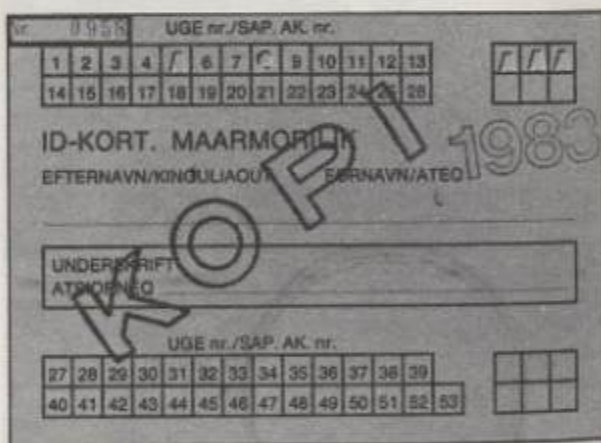 Nr. 0958 UGE nr./SAP. AK. nr.
1 2 3 4 6 7 9 10 11 12 13
14 15 16 17 18 19 20 21 22 23 24 25 26
ID-KORT. MAARMORILIK 1983
EFTERNAVN/KINGULIAQUT FORNAVN/ATEQ
KOPI
UNDERSKRIFT
ATSIORNEQ
UGE nr./SAP. AK. nr.
27 28 29 30 31 32 33 34 35 36 37 38 39
40 41 42 43 44 45 46 47 48 49 50 51 52 53